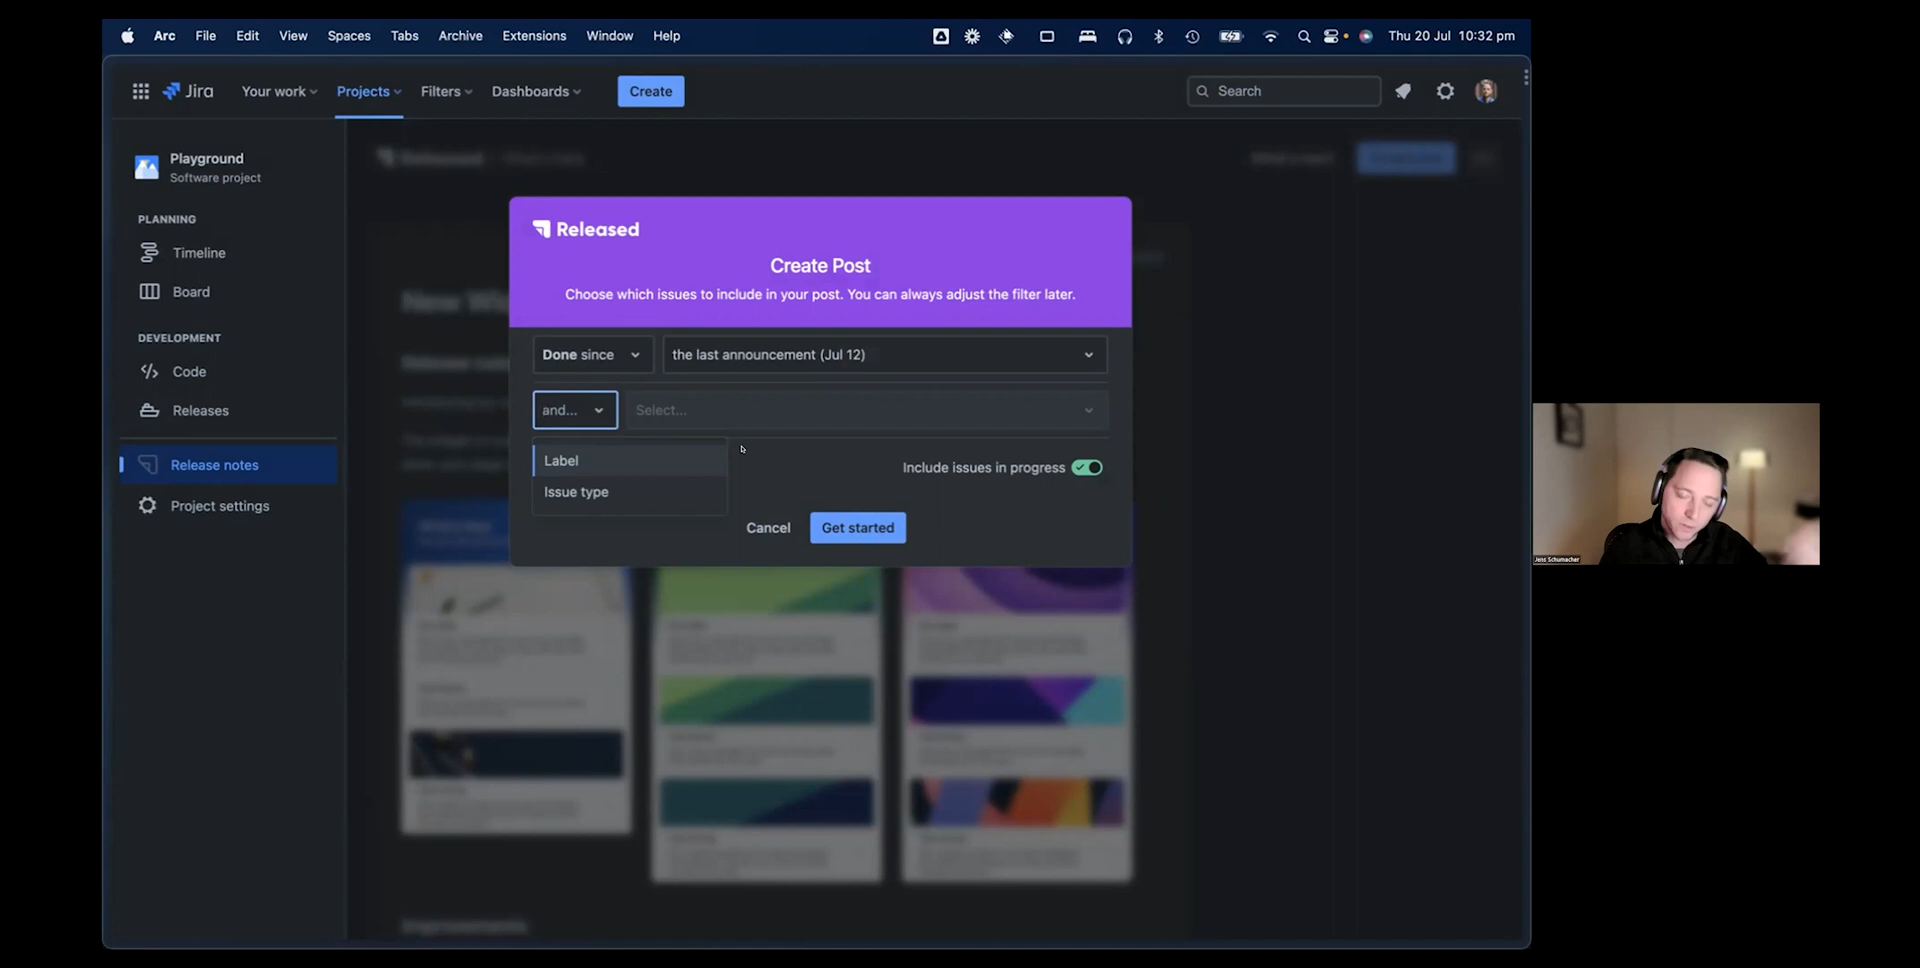 Arc File Edit View Spaces Tabs Archive Extensions Window Help Thu 20 Jul 10:32 pm
Jira Your work Projects Filters Dashboards Create Search
Playground
Software project
PLANNING
Timeline
Board
DEVELOPMENT
Code
Releases
Release notes
Project settings
Released
Create Post
Choose which issues to include in your post. You can always adjust the filter later.
Done since the last announcement (Jul 12)
and... Select...
Label
Issue type
Include issues in progress
Cancel Get started
Improvements
Jens Schumacher